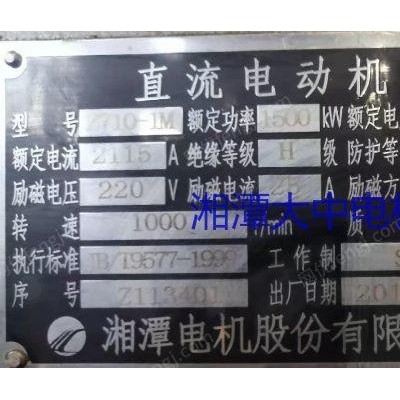 直流电动机
型号 Z710-1M 额定功率 1500 kW 额定电
额定电流 2115 A 绝缘等级 H 级 防护等
励磁电压 220 V 励磁电流 A 励磁方
转速 1000 r/min 质
执行标准 JB/T9577-1999 工作制 S
序号 Z113401 出厂日期 201
湘潭电机股份有限
湘潭大中电机